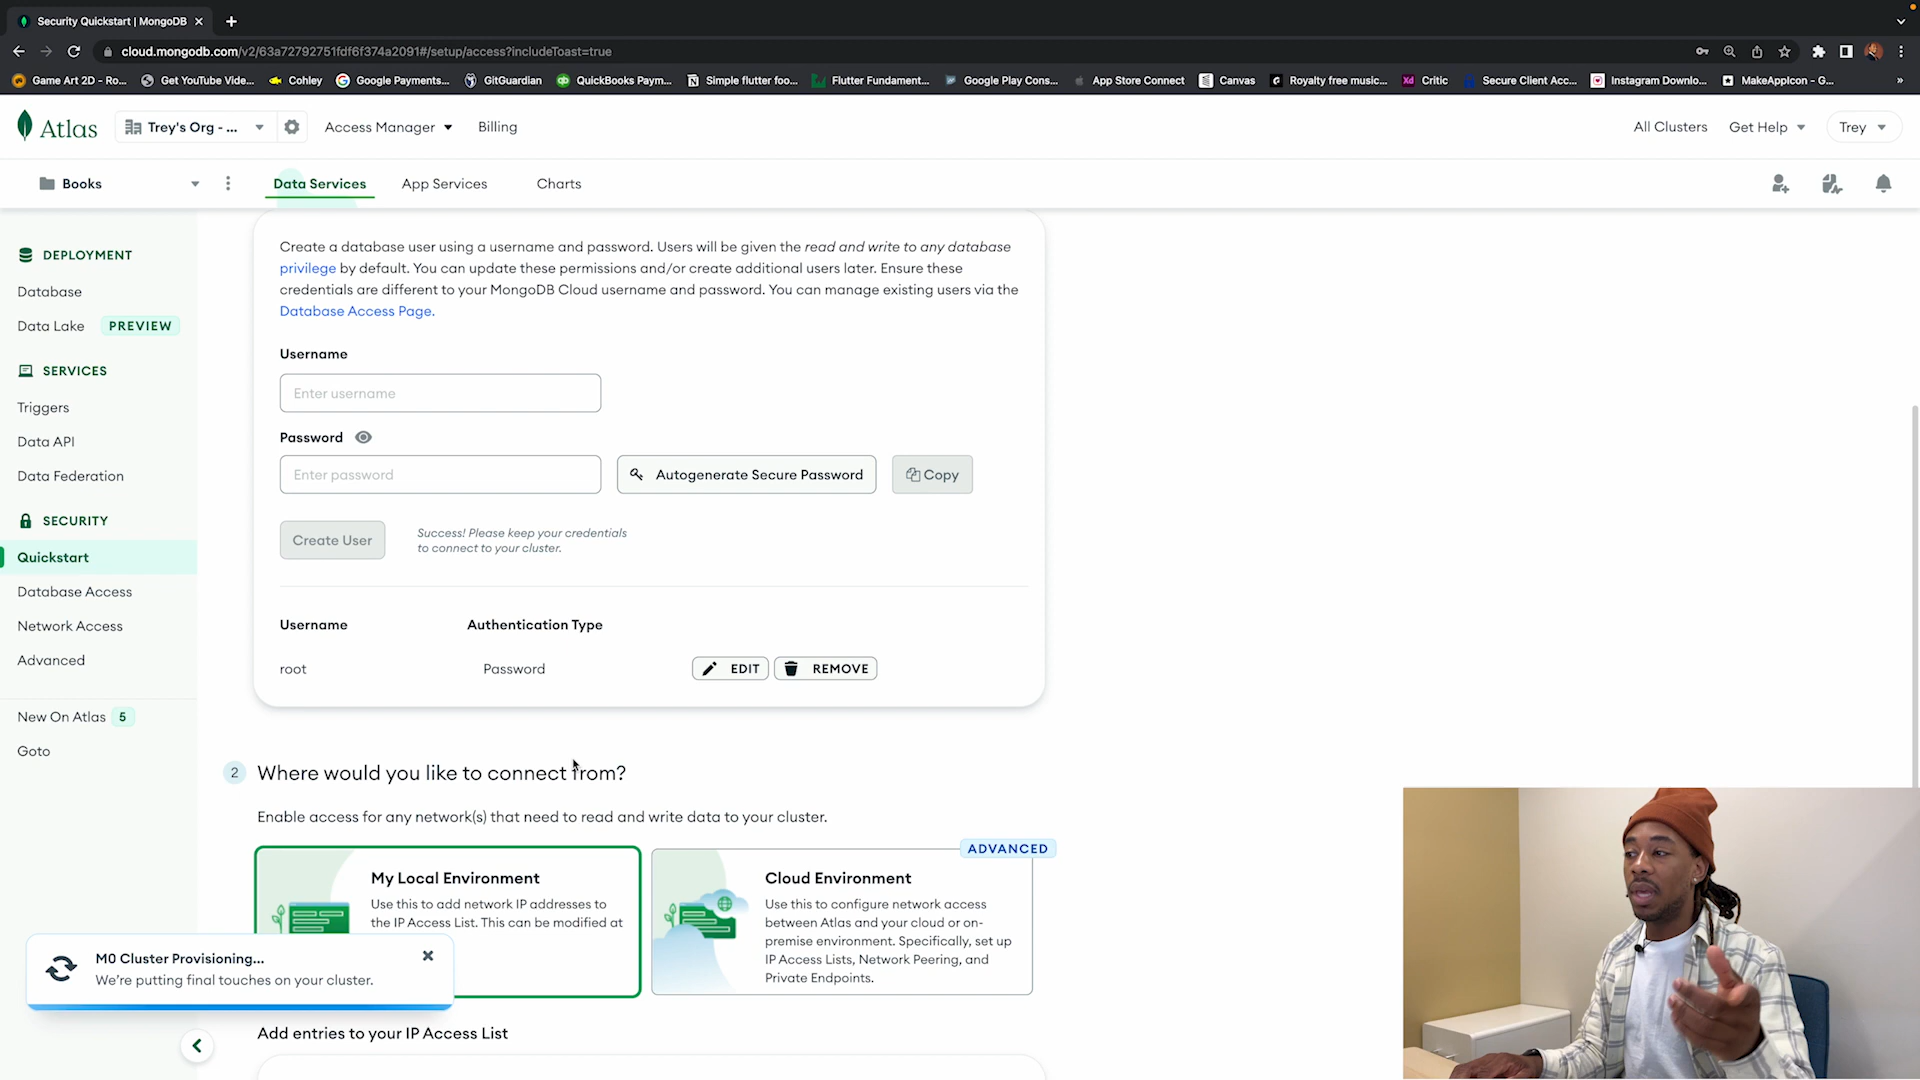 Security Quickstart | MongoDB
cloud.mongodb.com/v2/63a72792751fdf6f374a2091#/setup/access?includeToast=true
Game Art 2D - Ro...
Get YouTube Vide...
Cohley
Google Payments...
GitGuardian
QuickBooks Paym...
Simple flutter foo...
Flutter Fundament...
Google Play Cons...
App Store Connect
Canvas
Royalty free music...
Critic
Secure Client Acc...
Instagram Downlo...
MakeAppIcon - G...
»
Atlas
Trey's Org - ...
Access Manager
Billing
All Clusters
Get Help
Trey
Books
Data Services
App Services
Charts
DEPLOYMENT
Database
Data Lake PREVIEW
SERVICES
Triggers
Data API
Data Federation
SECURITY
Quickstart
Database Access
Network Access
Advanced
New On Atlas 5
Goto
Create a database user using a username and password. Users will be given the read and write to any database
privilege by default. You can update these permissions and/or create additional users later. Ensure these
credentials are different to your MongoDB Cloud username and password. You can manage existing users via the
Database Access Page.
Username
Enter username
Password
Enter password
Autogenerate Secure Password
Copy
Create User
Success! Please keep your credentials
to connect to your cluster.
Username Authentication Type
root Password EDIT REMOVE
2 Where would you like to connect from?
Enable access for any network(s) that need to read and write data to your cluster.
My Local Environment
Use this to add network IP addresses to
the IP Access List. This can be modified at
ADVANCED
Cloud Environment
Use this to configure network access
between Atlas and your cloud or on-
premise environment. Specifically, set up
IP Access Lists, Network Peering, and
Private Endpoints.
M0 Cluster Provisioning...
We're putting final touches on your cluster.
Add entries to your IP Access List